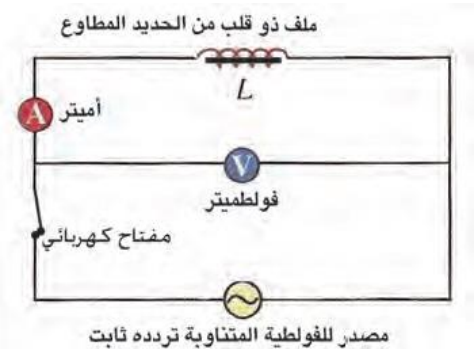 ملف ذو قلب من الحديد المطاوع
L
A أميتر
V
فولطميتر
مفتاح كهربائي
مصدر للفولطية المتناوبة تردده ثابت